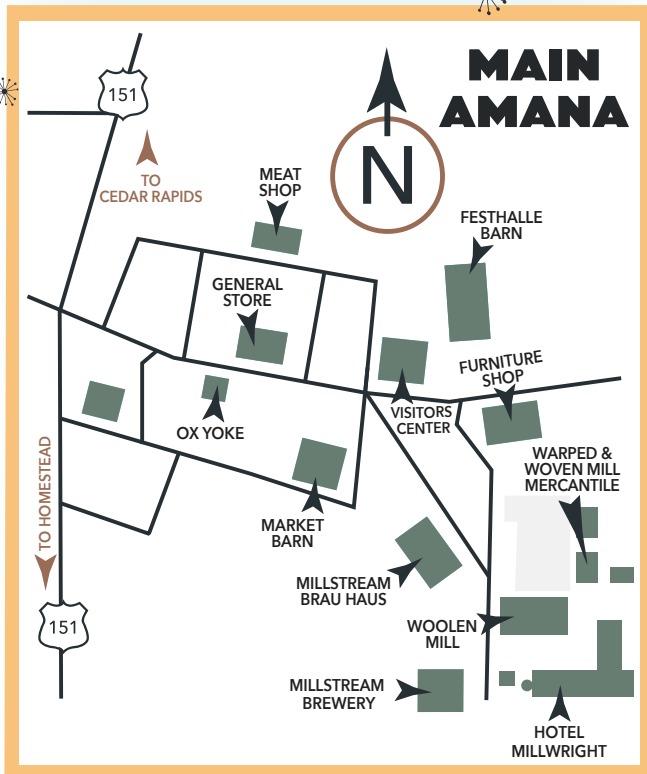 MAIN
AMANA
151
TO
CEDAR RAPIDS
N
MEAT
SHOP
FESTHALLE
BARN
GENERAL
STORE
FURNITURE
SHOP
VISITORS
CENTER
OX YOKE
WARPED &
WOVEN MILL
MERCANTILE
TO HOMESTEAD
MARKET
BARN
MILLSTREAM
BRAU HAUS
151
WOOLEN
MILL
MILLSTREAM
BREWERY
HOTEL
MILLWRIGHT